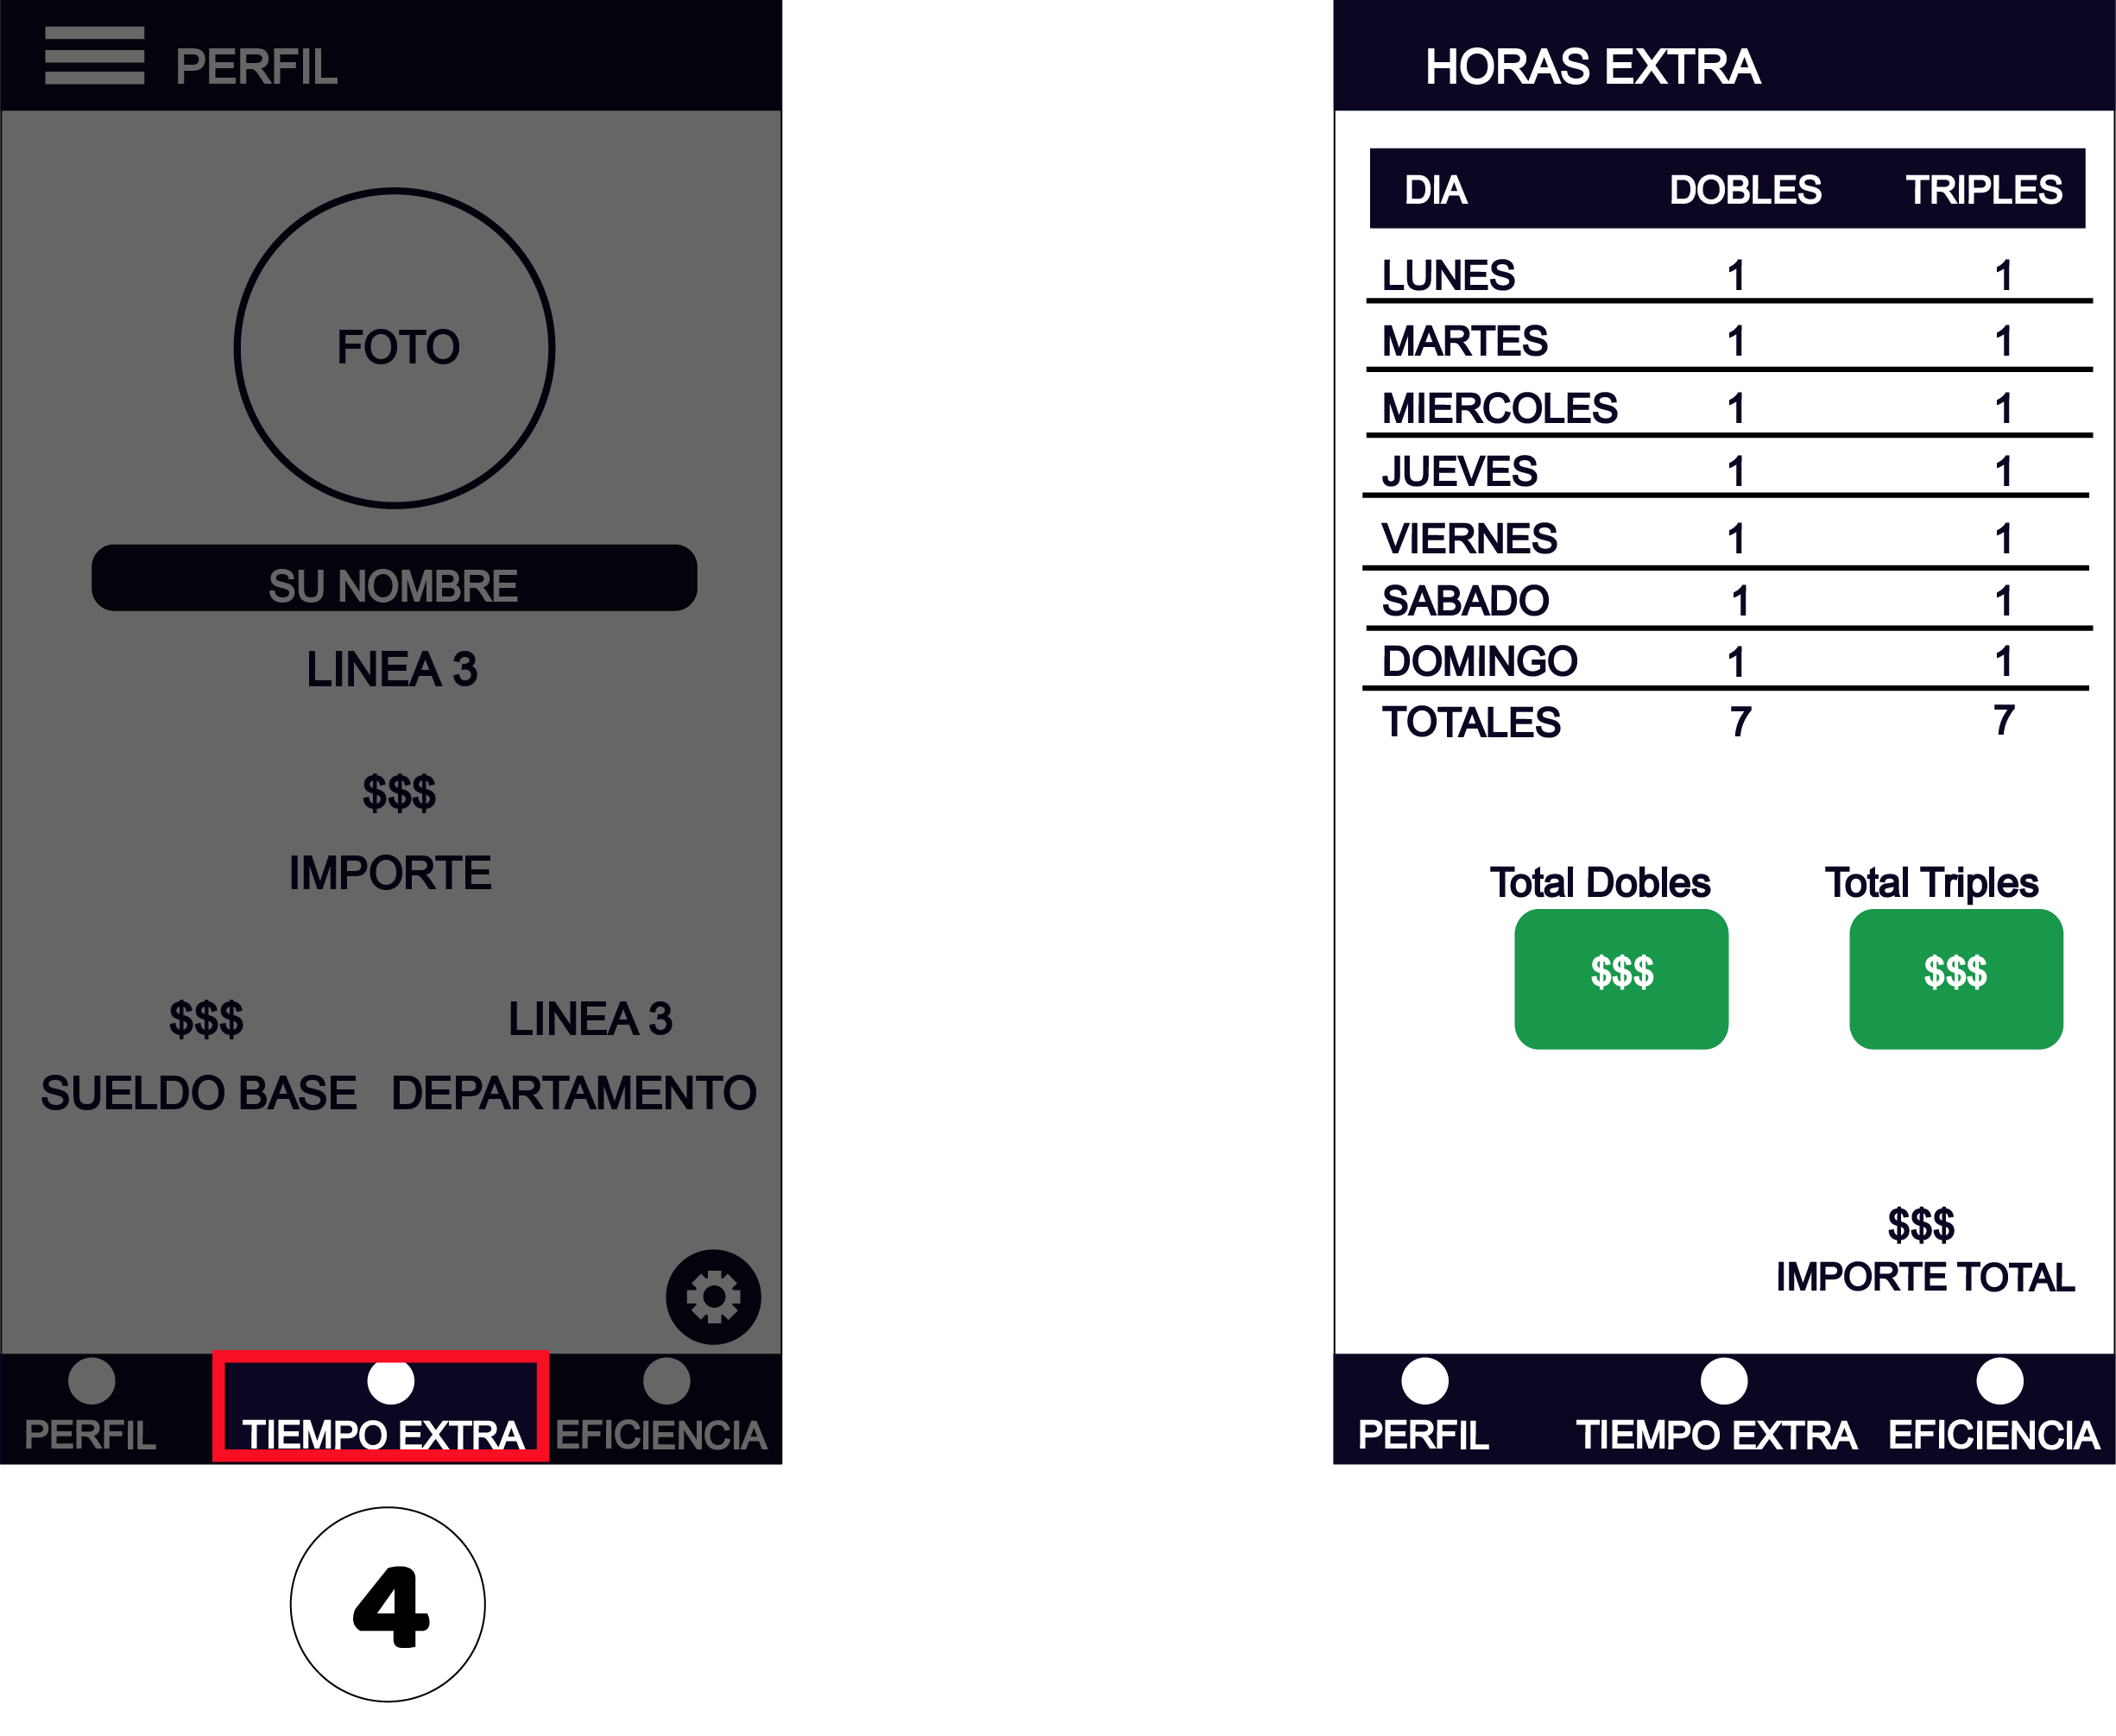 PERFIL
FOTO
SU NOMBRE
LINEA 3
$$$
IMPORTE
$$$ LINEA 3
SUELDO BASE DEPARTAMENTO
PERFIL TIEMPO EXTRA EFICIENCIA
4
HORAS EXTRA
DIA DOBLES TRIPLES
LUNES 1 1
MARTES 1 1
MIERCOLES 1 1
JUEVES 1 1
VIERNES 1 1
SABADO 1 1
DOMINGO 1 1
TOTALES 7 7
Total Dobles Total Triples
$$$ $$$
$$$
IMPORTE TOTAL
PERFIL TIEMPO EXTRA EFICIENCIA